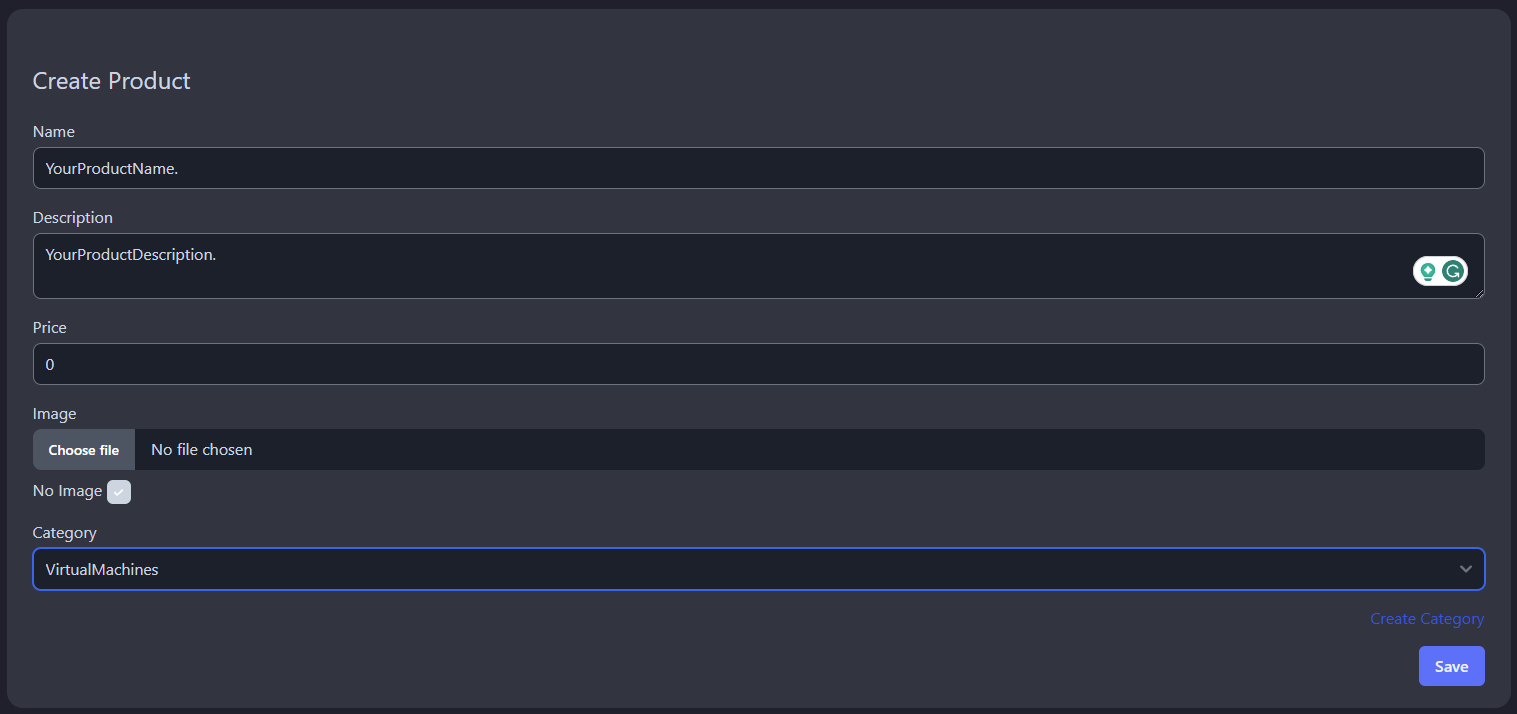 Create Product
Name
YourProductName.
Description
YourProductDescription.
Price
0
Image
Choose file No file chosen
No Image
Category
VirtualMachines
Create Category
Save